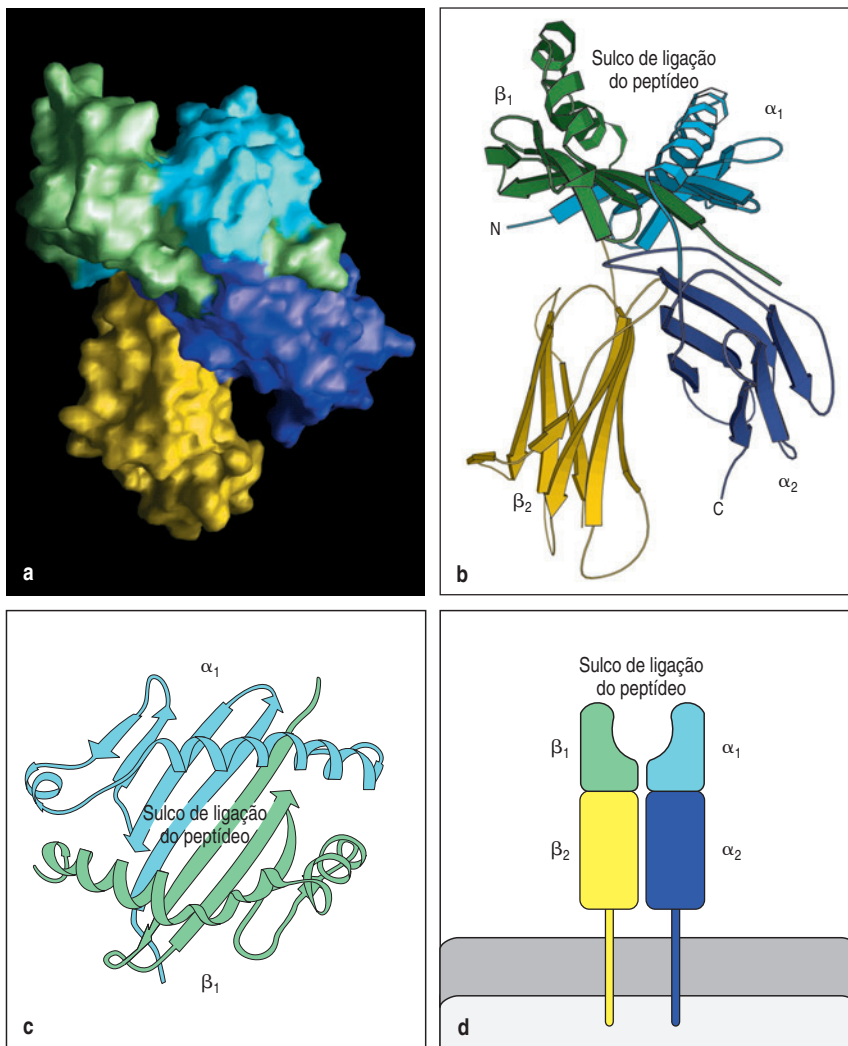 a
Sulco de ligação
do peptídeo
β1
α1
N
β2
α2
C
b
α1
Sulco de ligação
do peptídeo
β1
c
Sulco de ligação
do peptídeo
β1
α1
β2
α2
d